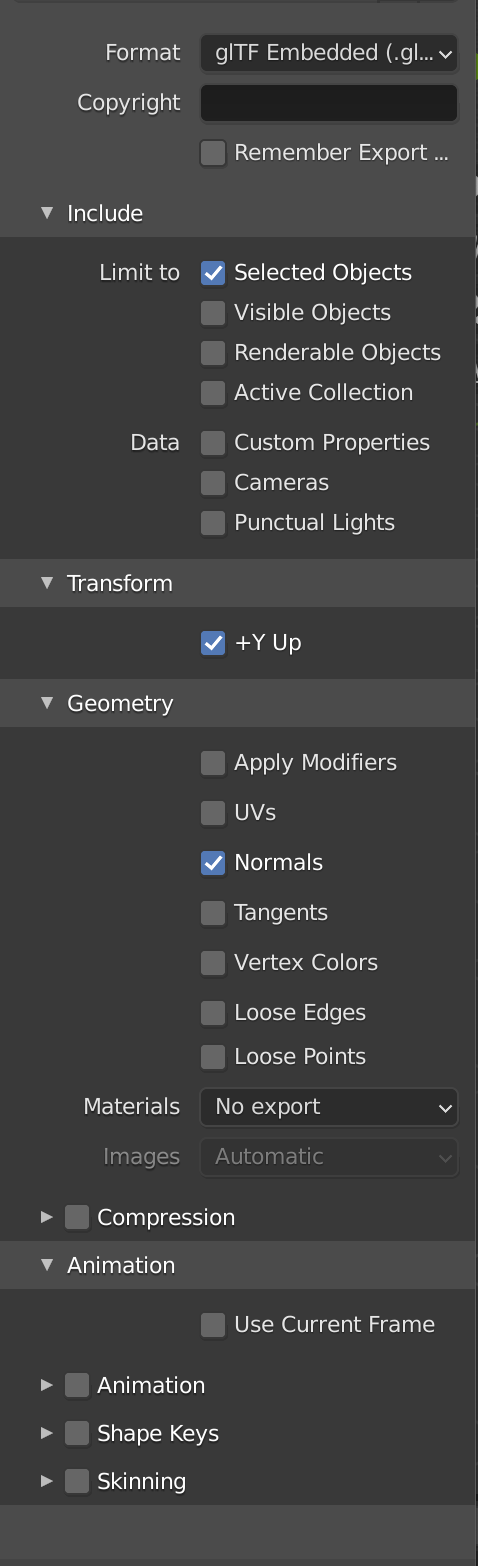 Format glTF Embedded (.gl...
Copyright
Remember Export ...
Include
Limit to Selected Objects
Visible Objects
Renderable Objects
Active Collection
Data Custom Properties
Cameras
Punctual Lights
Transform
+Y Up
Geometry
Apply Modifiers
UVs
Normals
Tangents
Vertex Colors
Loose Edges
Loose Points
Materials No export
Images Automatic
Compression
Animation
Use Current Frame
Animation
Shape Keys
Skinning